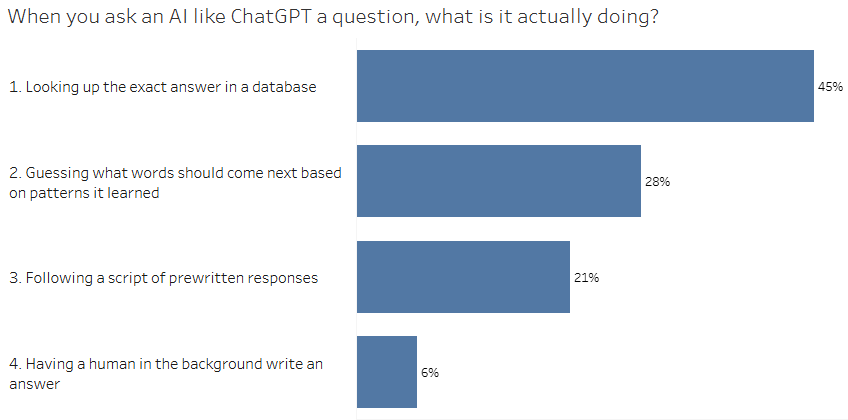 When you ask an AI like ChatGPT a question, what is it actually doing?
1. Looking up the exact answer in a database
45%
2. Guessing what words should come next based
on patterns it learned
28%
3. Following a script of prewritten responses
21%
4. Having a human in the background write an
answer
6%